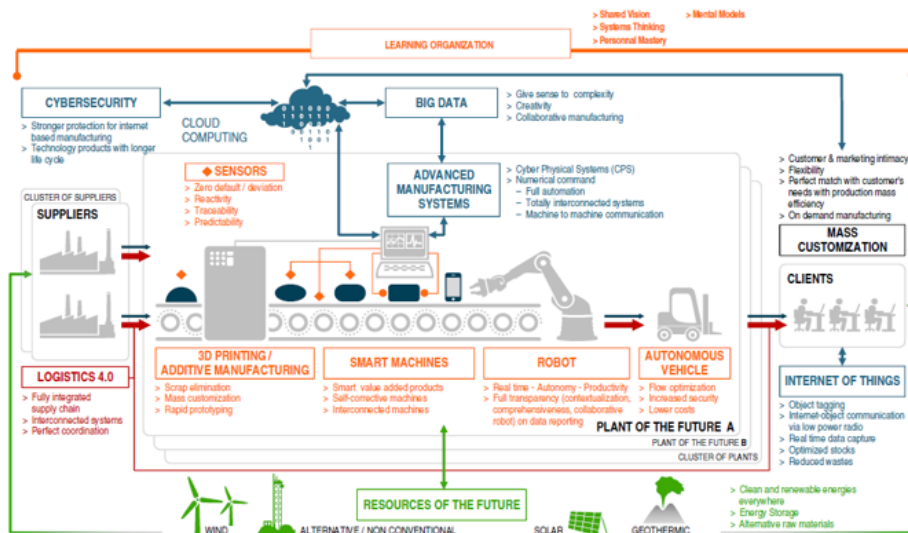 > Shared Vision
> Mental Models
> Systems Thinking
> Personnal Mastery
LEARNING ORGANIZATION
CYBERSECURITY
> Stronger protection for internet
based manufacturing
> Technology products with longer
life cycle
CLOUD
COMPUTING
BIG DATA
> Give sense to complexity
> Creativity
> Collaborative manufacturing
SENSORS
> Zero default / deviation
> Reactivity
> Traceability
> Predictability
ADVANCED
MANUFACTURING
SYSTEMS
> Cyber Physical Systems (CPS)
> Numerical command
– Full automation
– Totally interconnected systems
– Machine to machine communication
> Customer & marketing intimacy
> Flexibility
> Perfect match with customer's
needs with production mass
efficiency
> On demand manufacturing
MASS
CUSTOMIZATION
CLUSTER OF SUPPLIERS
SUPPLIERS
CLIENTS
LOGISTICS 4.0
> Fully integrated
supply chain
> Interconnected systems
> Perfect coordination
3D PRINTING /
ADDITIVE MANUFACTURING
> Scrap elimination
> Mass customization
> Rapid prototyping
SMART MACHINES
> Smart value added products
> Self-corrective machines
> Interconnected machines
ROBOT
> Real time - Autonomy - Productivity
> Full transparency (contextualization,
comprehensiveness, collaborative
robot) on data reporting
AUTONOMOUS
VEHICLE
> Flow optimization
> Increased security
> Lower costs
INTERNET OF THINGS
> Object tagging
> Internet-object communication
via low power radio
> Real time data capture
> Optimized stocks
> Reduced wastes
PLANT OF THE FUTURE A
PLANT OF THE FUTURE B
CLUSTER OF PLANTS
RESOURCES OF THE FUTURE
WIND
ALTERNATIVE / NON CONVENTIONAL
SOLAR
GEOTHERMIC
> Clean and renewable energies
everywhere
> Energy Storage
> Alternative raw materials